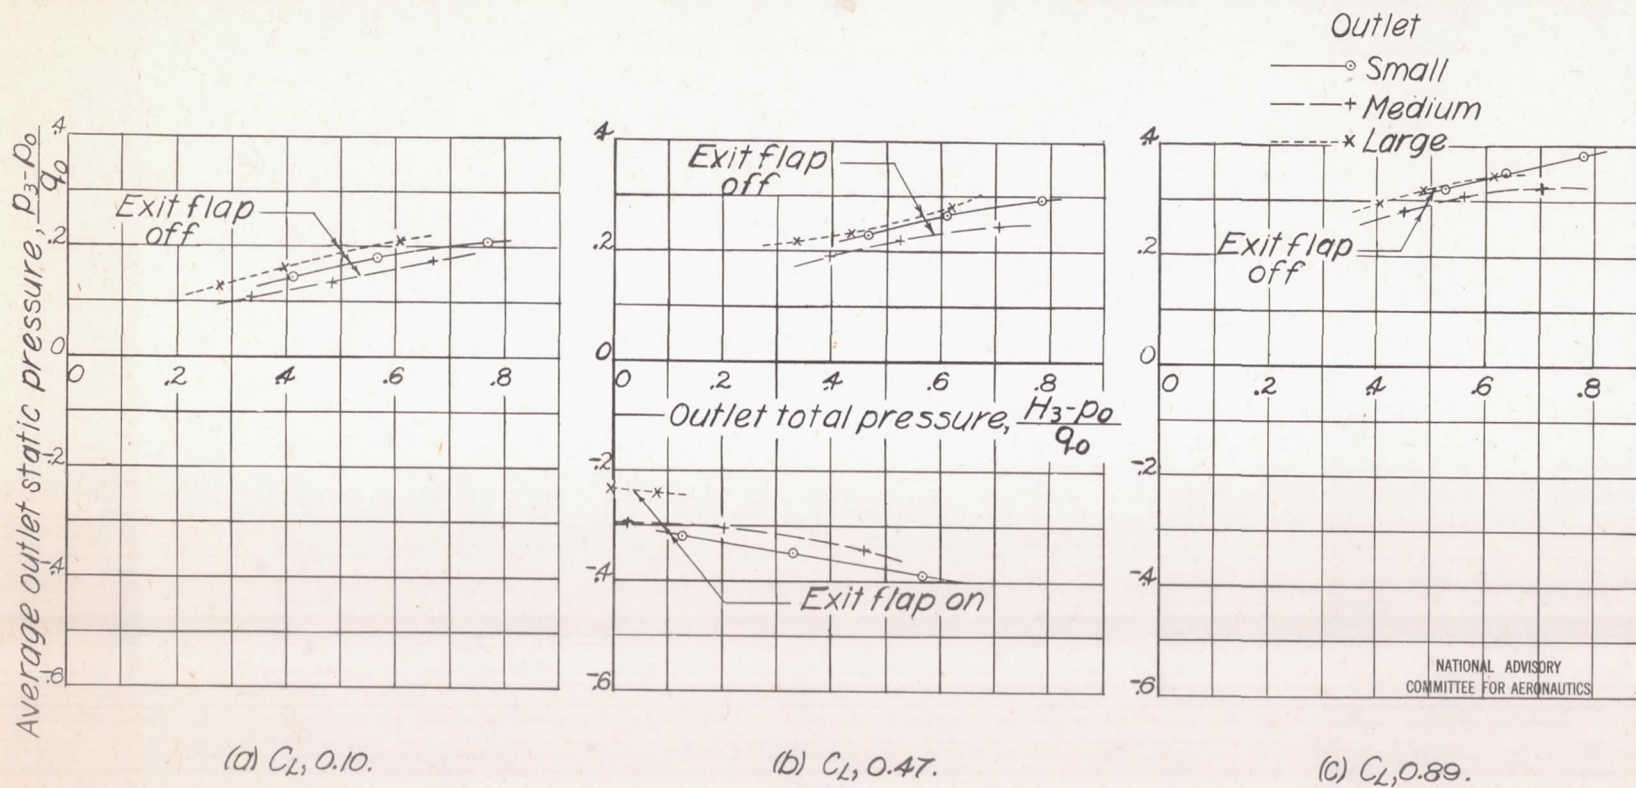 Outlet
Small
Medium
Large
Average outlet static pressure, p3-p0
q0
.4
.2
0
-.2
-.4
-.6
0 .2 .4 .6 .8
Exit flap
off
(a) CL, 0.10.
.4
.2
0
-.2
-.4
-.6
0 .2 .4 .6 .8
Exit flap
off
Outlet total pressure, H3-p0
q0
Exit flap on
(b) CL, 0.47.
.4
.2
0
-.2
-.4
-.6
0 .2 .4 .6 .8
Exit flap
off
NATIONAL ADVISORY
COMMITTEE FOR AERONAUTICS
(c) CL, 0.89.